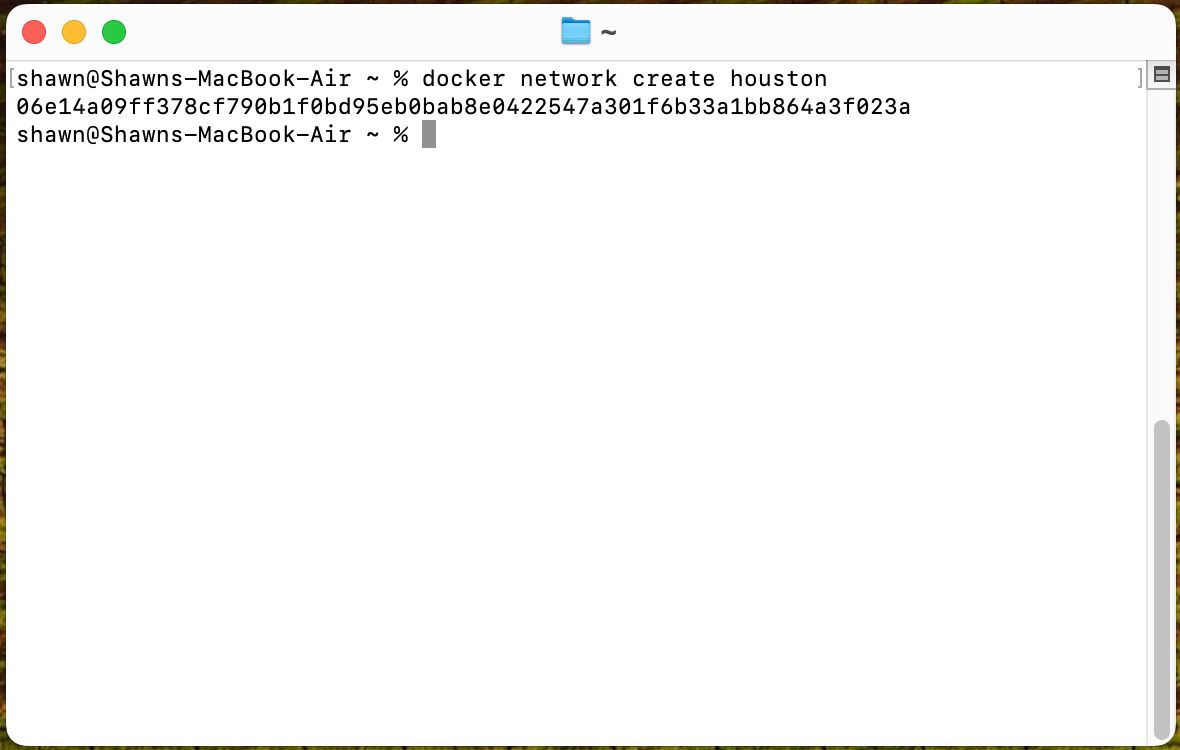 ~
[shawn@Shawns-MacBook-Air ~ % docker network create houston ]
06e14a09ff378cf790b1f0bd95eb0bab8e0422547a301f6b33a1bb864a3f023a
shawn@Shawns-MacBook-Air ~ %